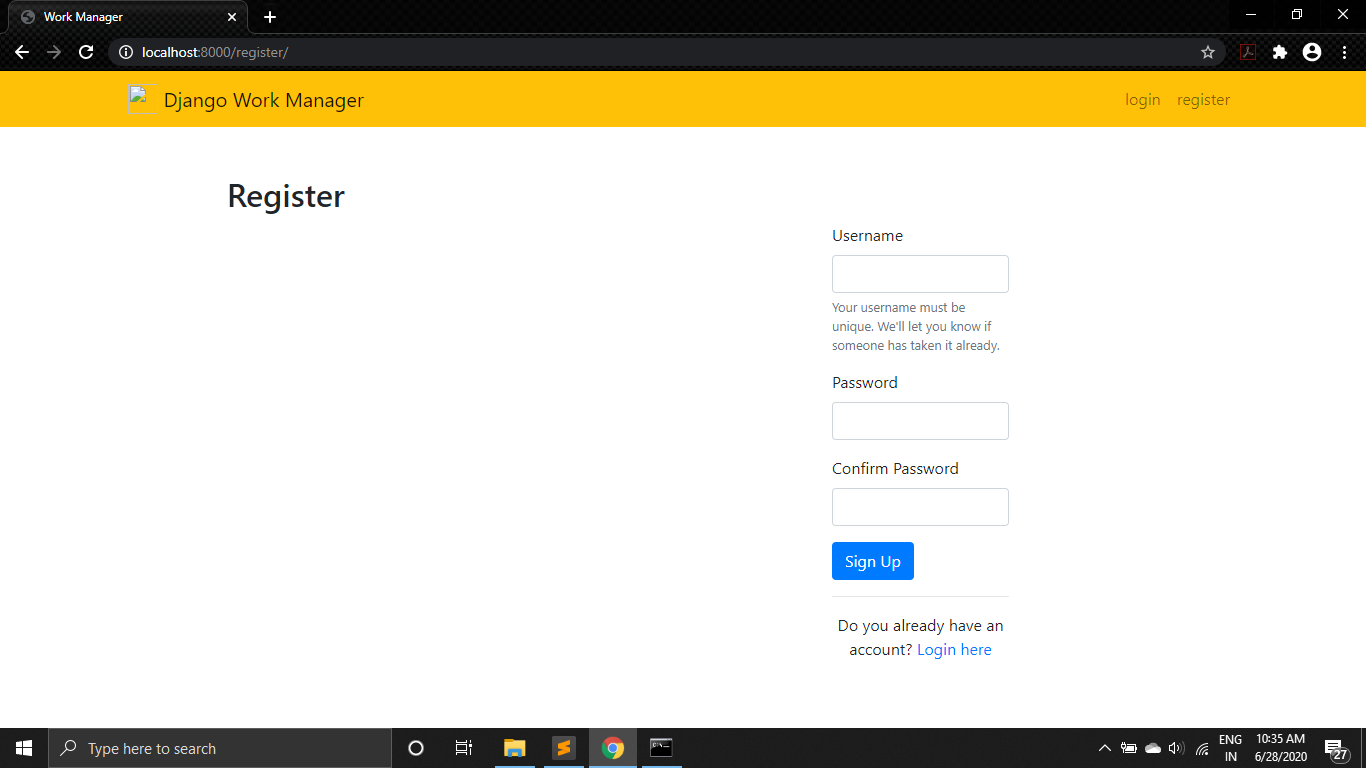 Work Manager
localhost:8000/register/
Django Work Manager
login
register
Register
Username
Your username must be
unique. We'll let you know if
someone has taken it already.
Password
Confirm Password
Sign Up
Do you already have an
account? Login here
Type here to search
ENG
IN
10:35 AM
6/28/2020
27